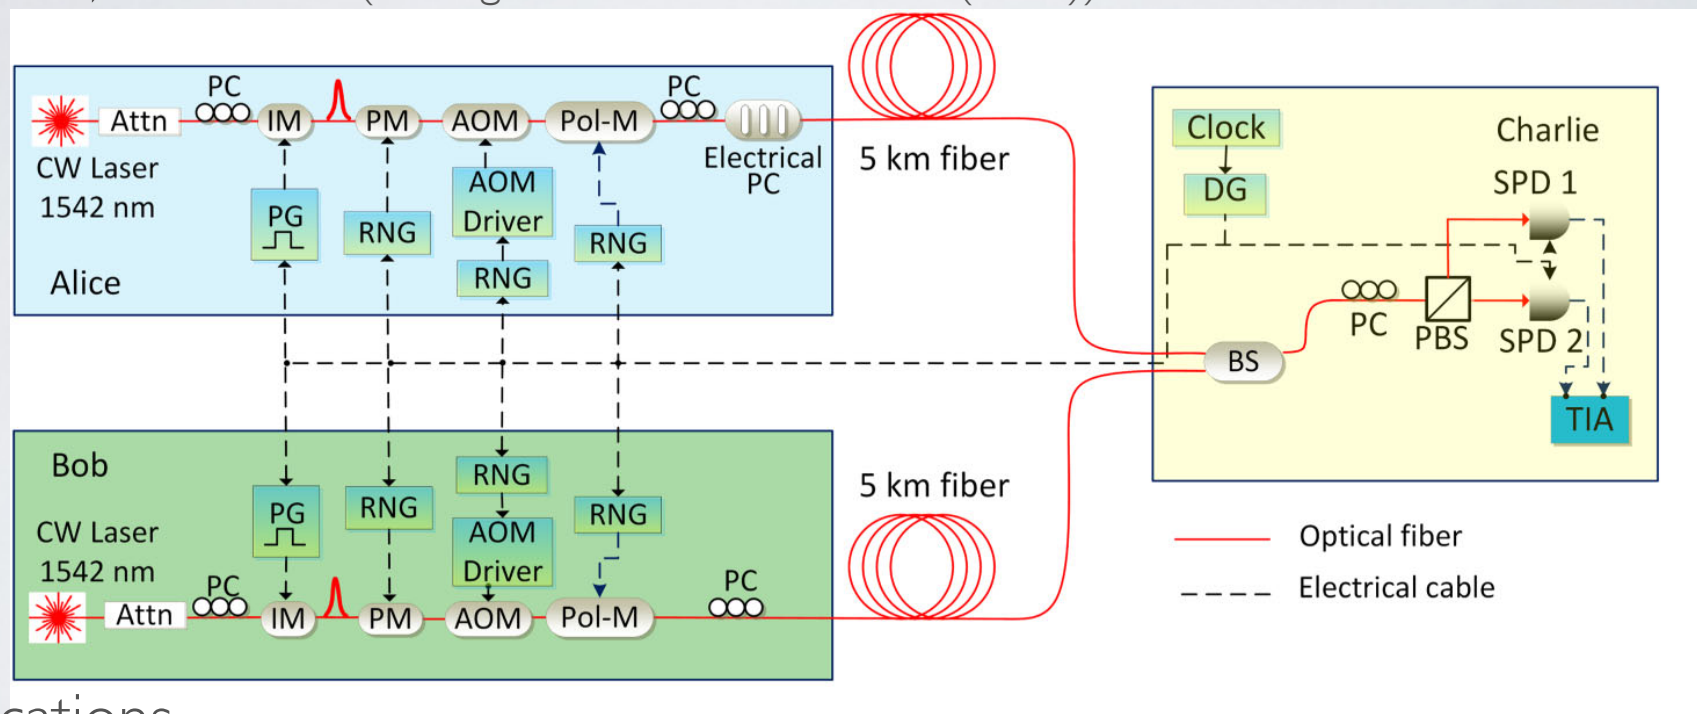 PC
PC
Attn
IM
PM
AOM
Pol-M
CW Laser
1542 nm
Electrical
PC
PG
RNG
AOM
Driver
RNG
RNG
Alice
5 km fiber
Clock
DG
Charlie
SPD 1
PC
PBS
SPD 2
BS
TIA
Bob
CW Laser
1542 nm
PG
RNG
RNG
AOM
Driver
RNG
PC
PC
Attn
IM
PM
AOM
Pol-M
5 km fiber
Optical fiber
Electrical cable
cations